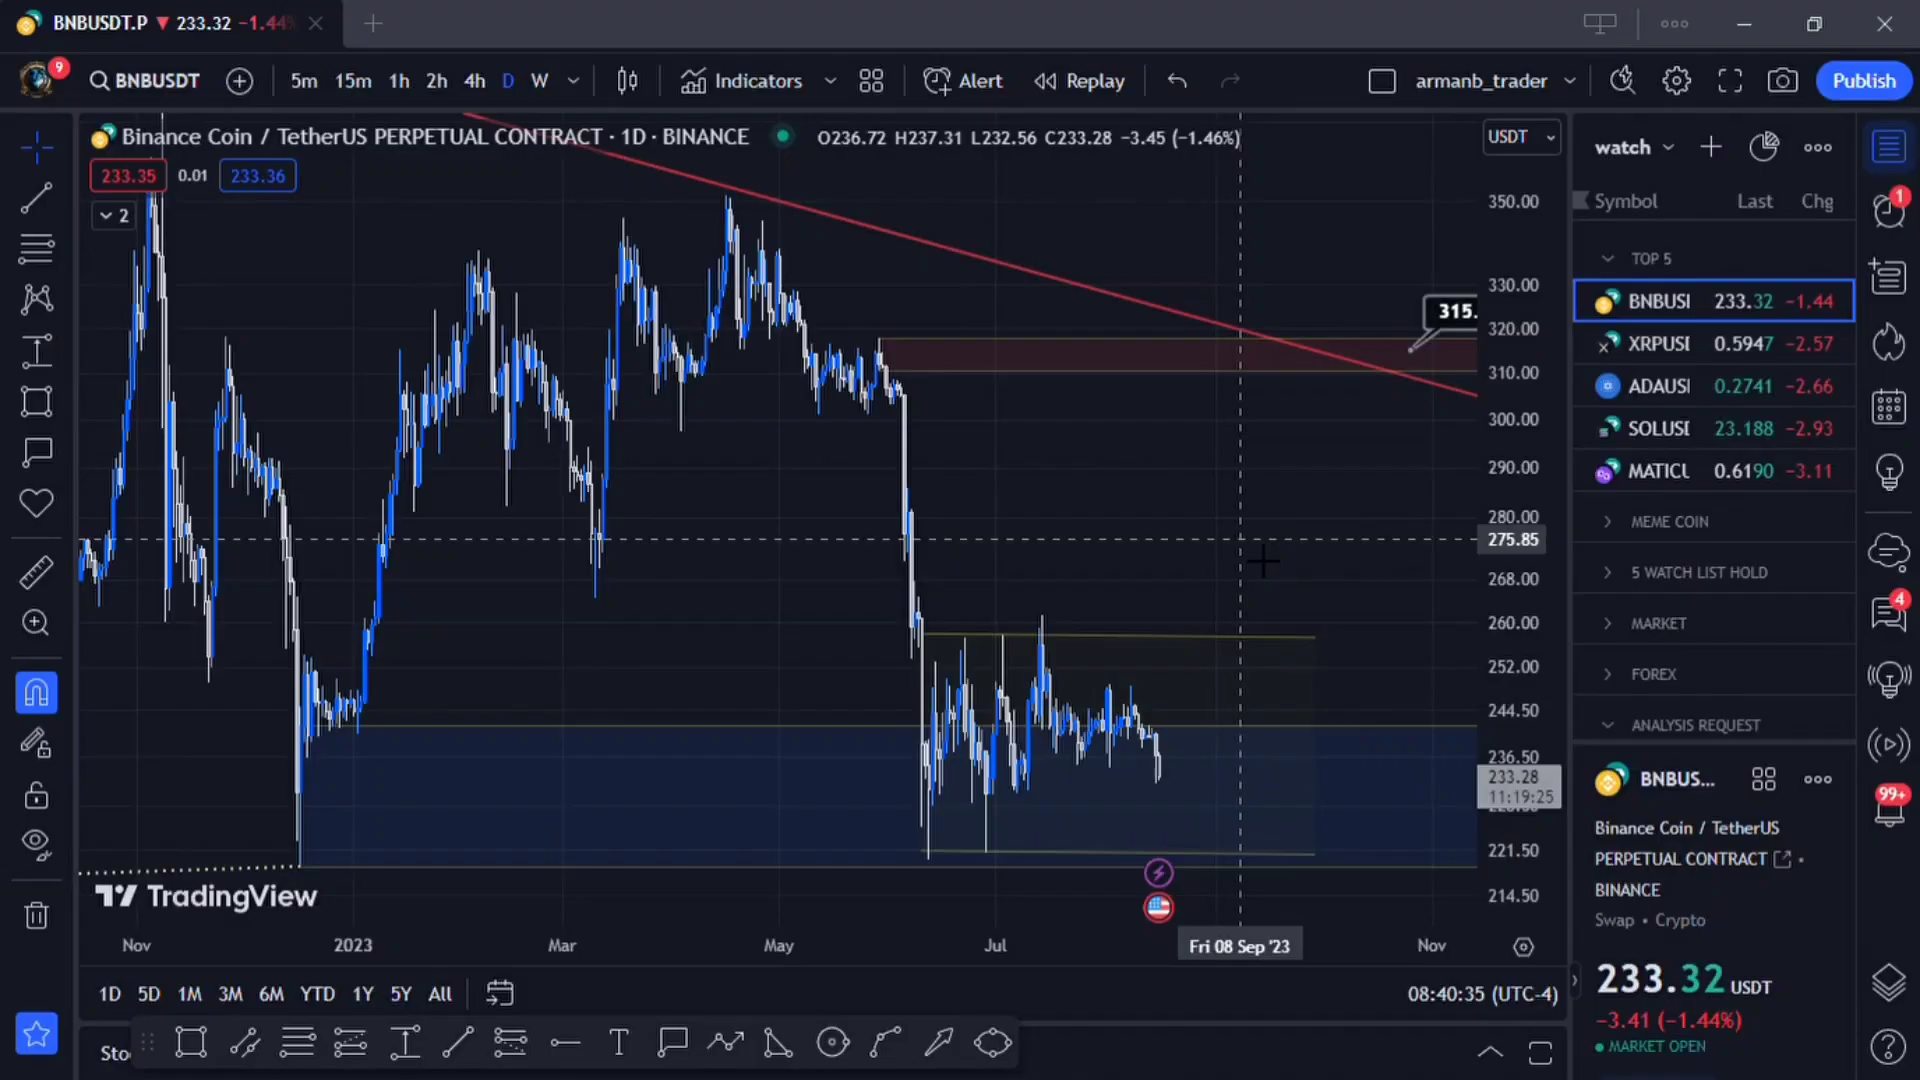 BNBUSDT.P ▼ 233.32 −1.44%
9
BNBUSDT
5m 15m 1h 2h 4h D W
Indicators
Alert
Replay
armanb_trader
Publish
Binance Coin / TetherUS PERPETUAL CONTRACT · 1D · BINANCE
O236.72 H237.31 L232.56 C233.28 −3.45 (−1.46%)
USDT
233.35 0.01 233.36
2
350.00
330.00
320.00
315.
310.00
300.00
290.00
280.00
275.85
268.00
260.00
252.00
244.50
236.50
233.28
11:19:25
221.50
214.50
TradingView
Nov 2023 Mar May Jul Fri 08 Sep '23 Nov
1D 5D 1M 3M 6M YTD 1Y 5Y All
08:40:35 (UTC-4)
Sto
watch
Symbol Last Chg
TOP 5
BNBUSI 233.32 −1.44
XRPUSI 0.5947 −2.57
ADAUSI 0.2741 −2.66
SOLUSI 23.188 −2.93
MATICU 0.6190 −3.11
MEME COIN
5 WATCH LIST HOLD
MARKET
FOREX
ANALYSIS REQUEST
BNBUS...
Binance Coin / TetherUS
PERPETUAL CONTRACT
BINANCE
Swap • Crypto
233.32 USDT
−3.41 (−1.44%)
MARKET OPEN
1
4
99+